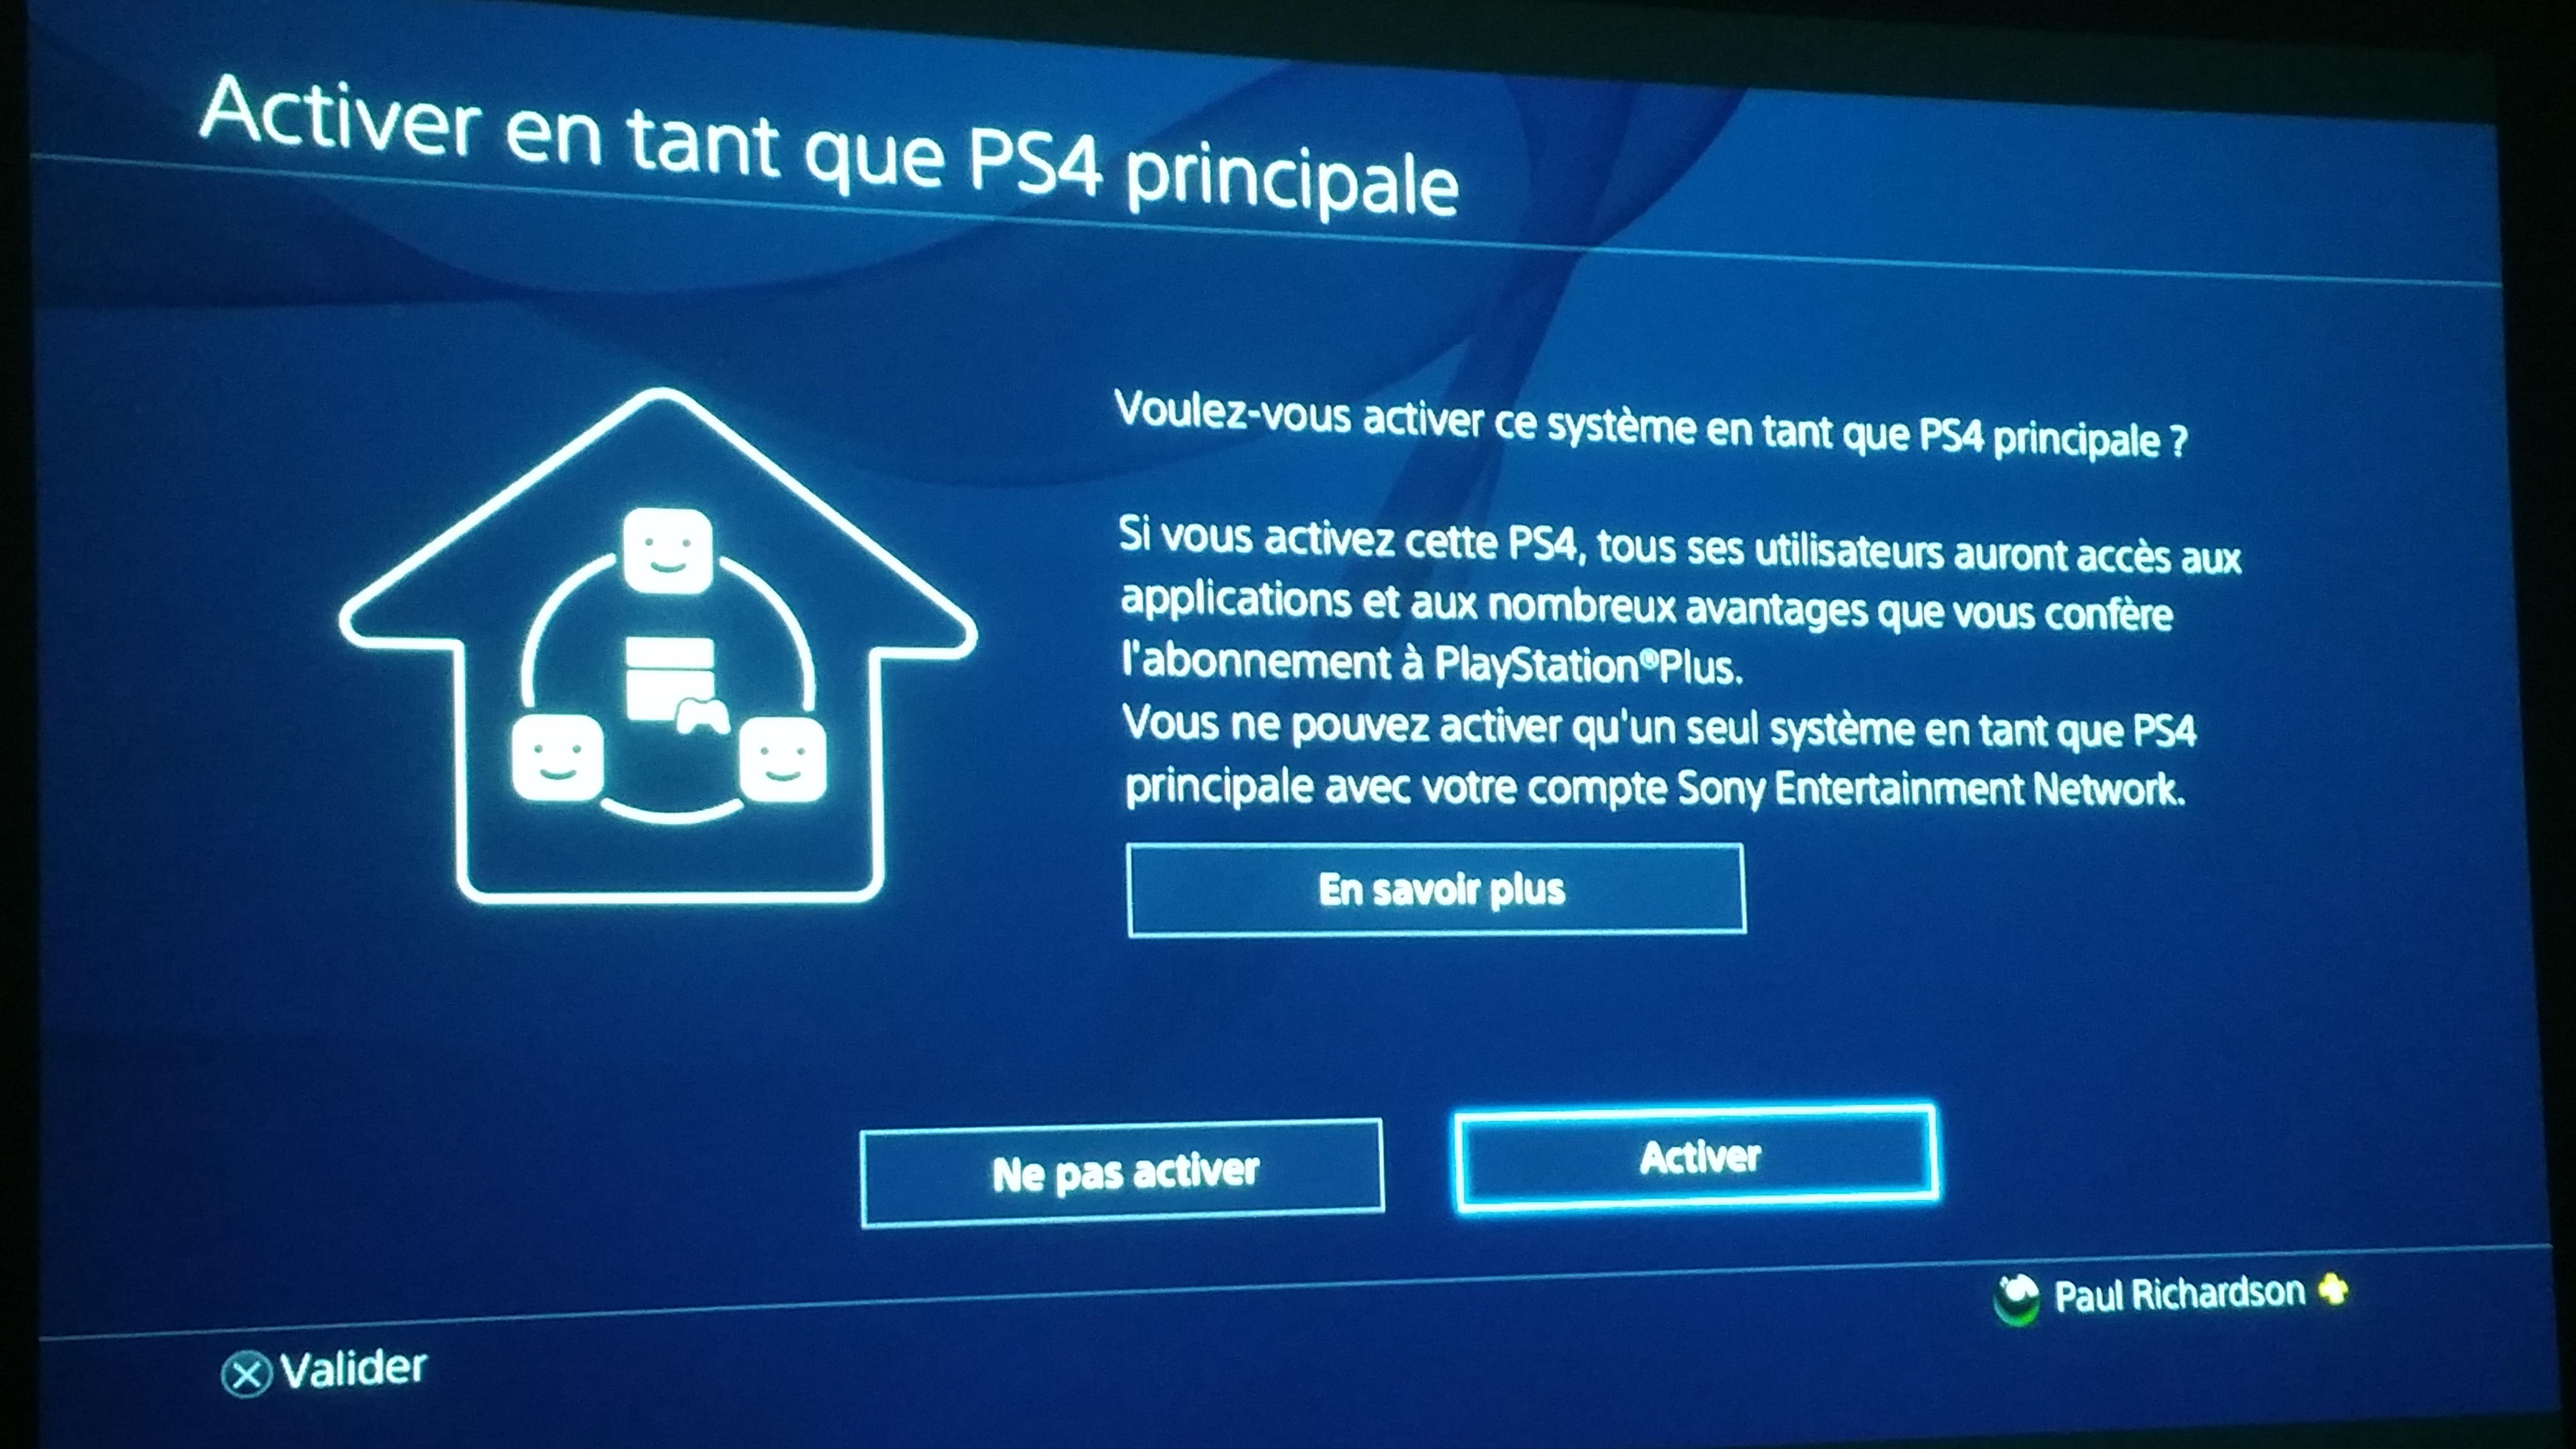 Activer en tant que PS4 principale
Voulez-vous activer ce système en tant que PS4 principale ?
Si vous activez cette PS4, tous ses utilisateurs auront accès aux
applications et aux nombreux avantages que vous confère
l'abonnement à PlayStation®Plus.
Vous ne pouvez activer qu'un seul système en tant que PS4
principale avec votre compte Sony Entertainment Network.
En savoir plus
Ne pas activer
Activer
Paul Richardson
Valider